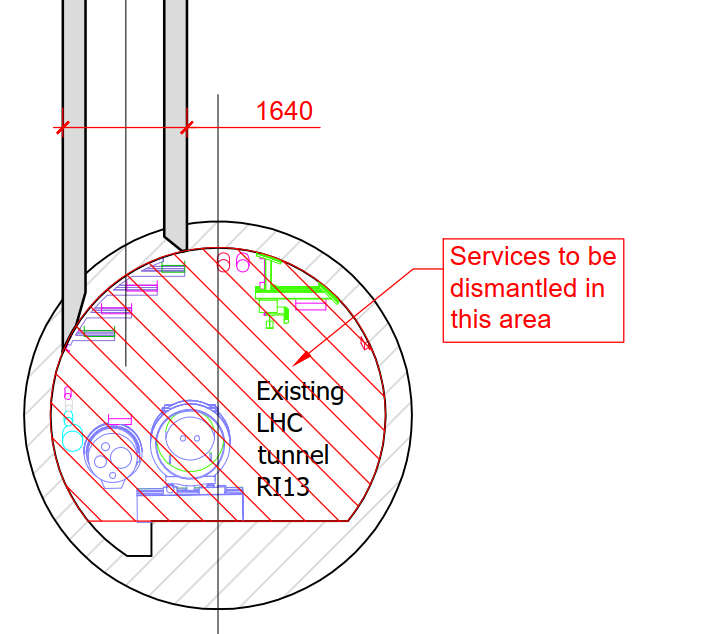 1640
Services to be
dismantled in
this area
Existing
LHC
tunnel
RI13